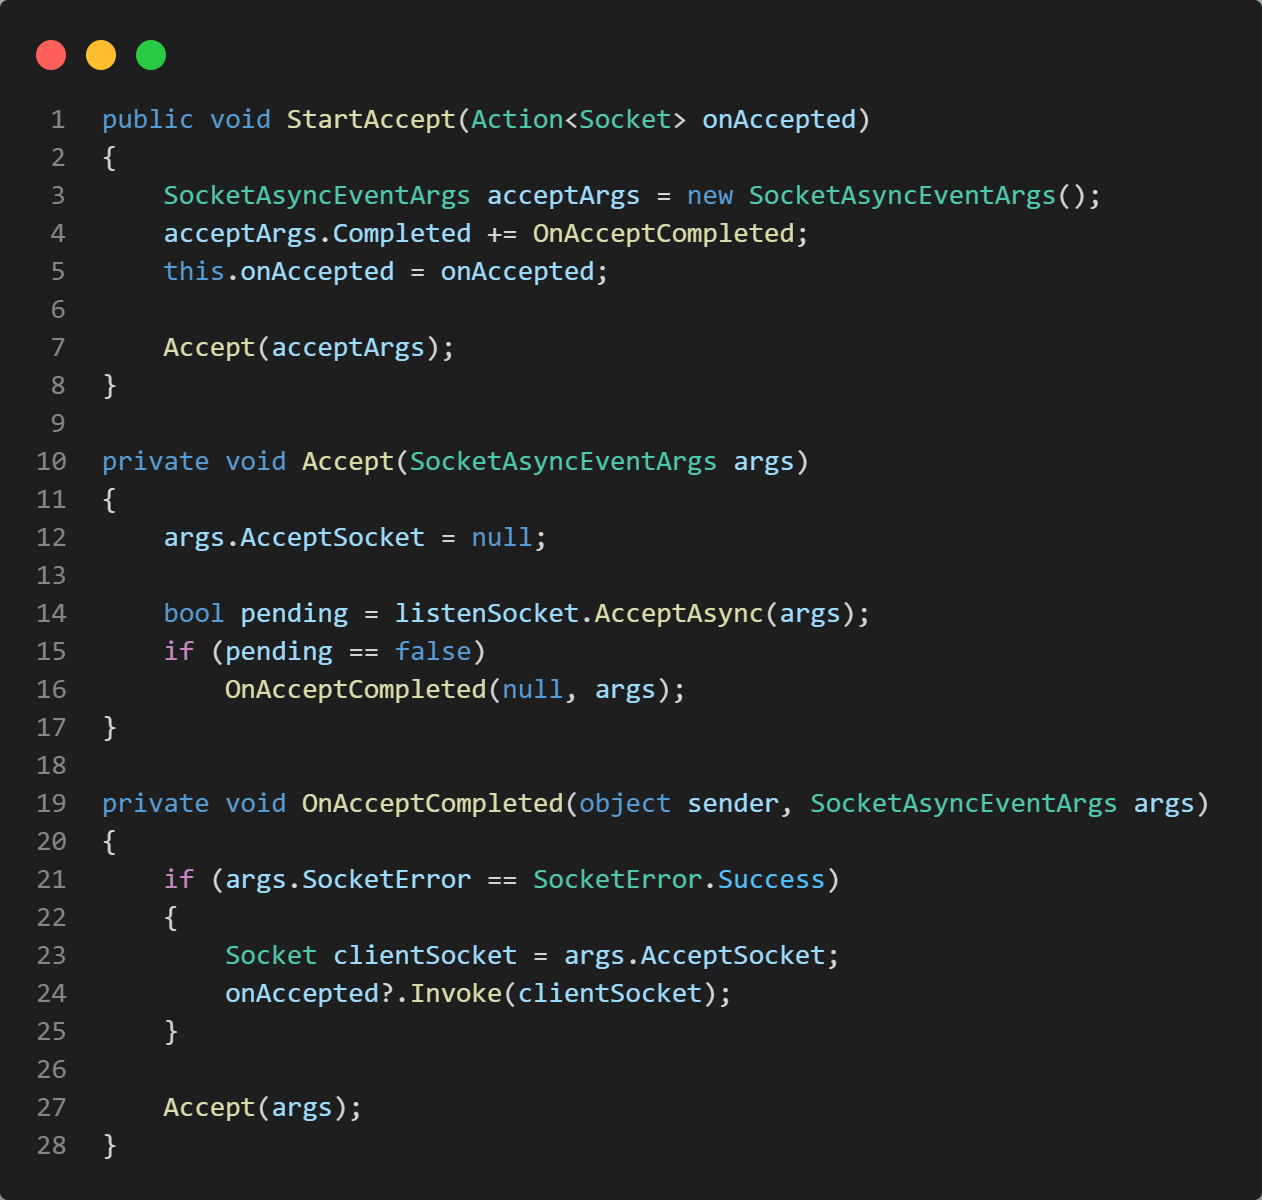 1 public void StartAccept(Action<Socket> onAccepted)
2 {
3     SocketAsyncEventArgs acceptArgs = new SocketAsyncEventArgs();
4     acceptArgs.Completed += OnAcceptCompleted;
5     this.onAccepted = onAccepted;
6
7     Accept(acceptArgs);
8 }
9
10 private void Accept(SocketAsyncEventArgs args)
11 {
12     args.AcceptSocket = null;
13
14     bool pending = listenSocket.AcceptAsync(args);
15     if (pending == false)
16         OnAcceptCompleted(null, args);
17 }
18
19 private void OnAcceptCompleted(object sender, SocketAsyncEventArgs args)
20 {
21     if (args.SocketError == SocketError.Success)
22     {
23         Socket clientSocket = args.AcceptSocket;
24         onAccepted?.Invoke(clientSocket);
25     }
26
27     Accept(args);
28 }